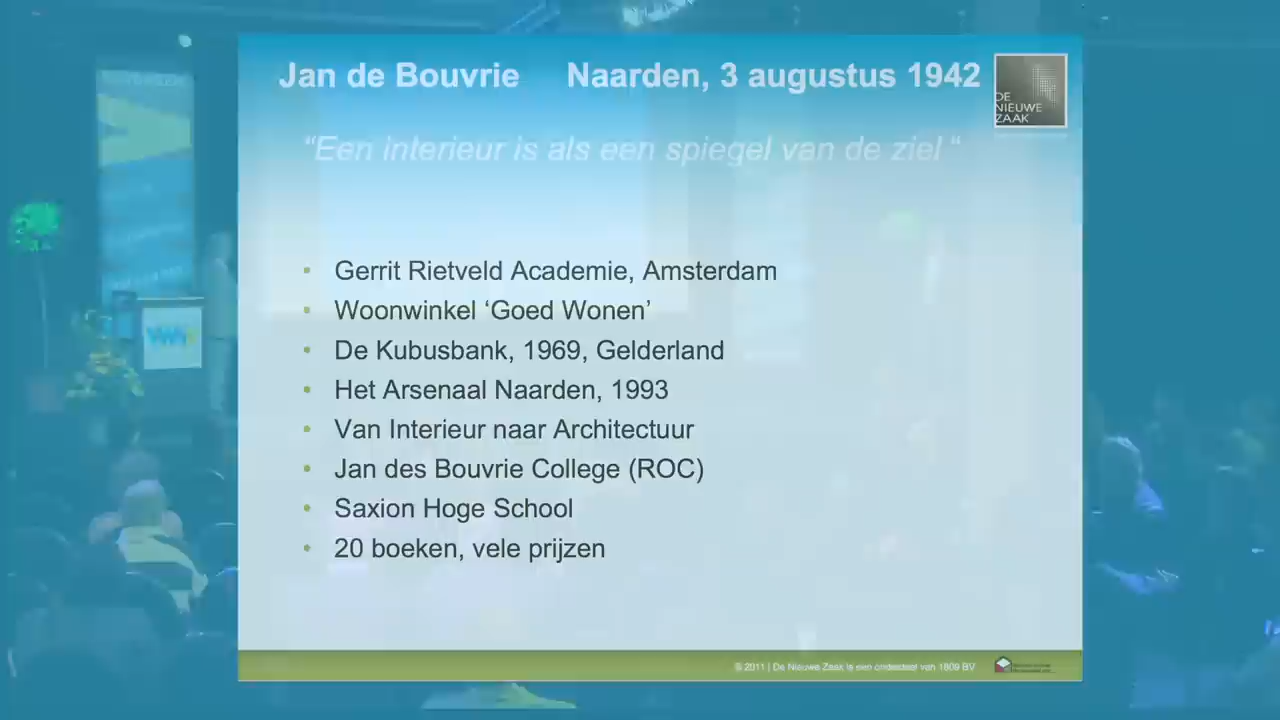 Jan de Bouvrie Naarden, 3 augustus 1942
DE
NIEUWE
ZAAK
“Een interieur is als een spiegel van de ziel “
• Gerrit Rietveld Academie, Amsterdam
• Woonwinkel ‘Goed Wonen’
• De Kubusbank, 1969, Gelderland
• Het Arsenaal Naarden, 1993
• Van Interieur naar Architectuur
• Jan des Bouvrie College (ROC)
• Saxion Hoge School
• 20 boeken, vele prijzen
© 2011 | De Nieuwe Zaak is een onderdeel van 1809 BV